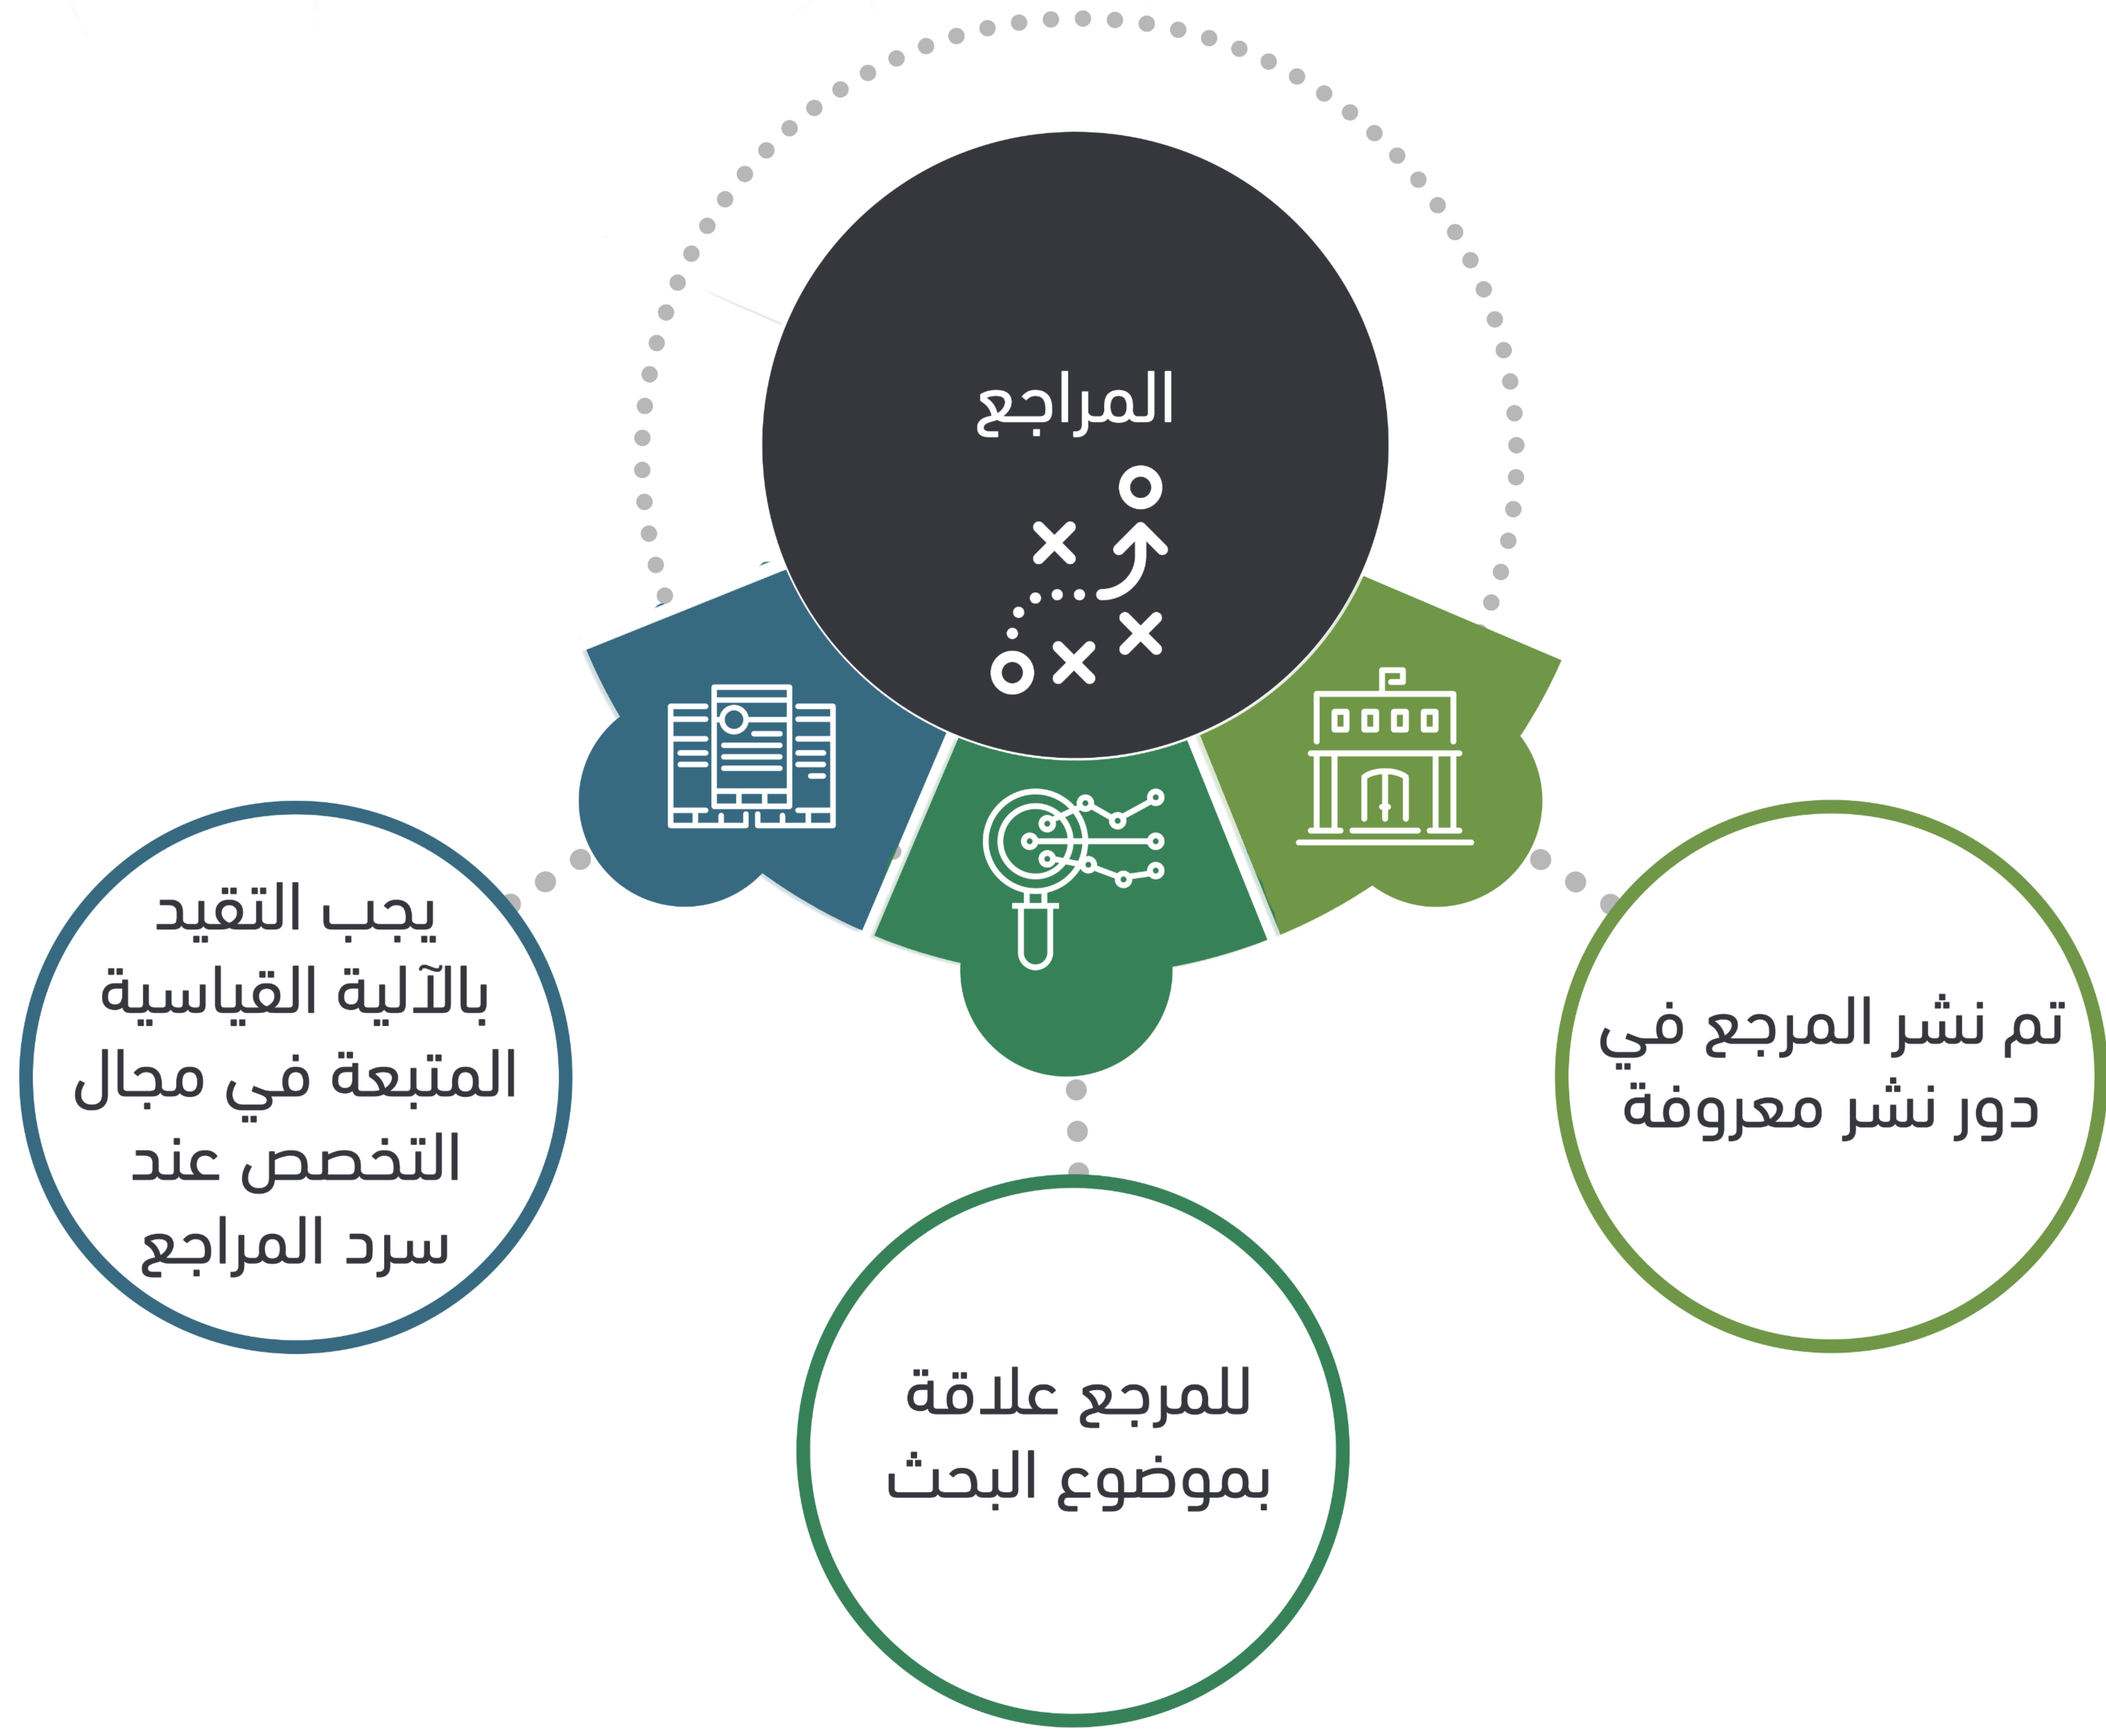 المراجع
تم نشر المرجع في
دور نشر معروفة
للمرجع علاقة
بموضوع البحث
يجب التقيد
بالآلية القياسية
المتبعة في مجال
التخصص عند
سرد المراجع